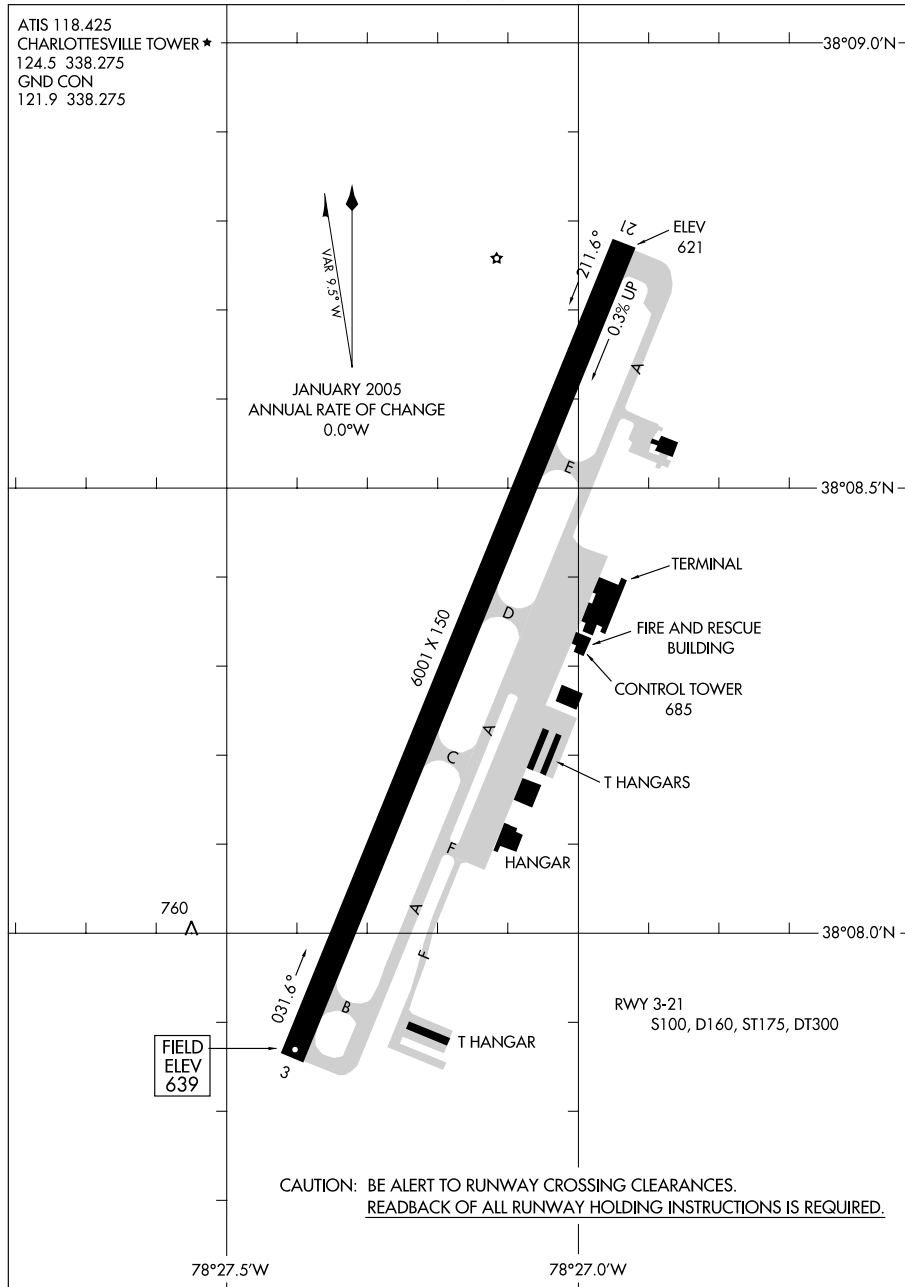 ATIS 118.425
CHARLOTTESVILLE TOWER
124.5 338.275
GND CON
121.9 338.275
38°09.0'N
VAR 9.5° W
JANUARY 2005
ANNUAL RATE OF CHANGE
0.0°W
21
ELEV
621
211.6°
0.3% UP
A
E
38°08.5'N
TERMINAL
D
FIRE AND RESCUE
BUILDING
6001 X 150
CONTROL TOWER
685
A
C
T HANGARS
F
HANGAR
760
A
38°08.0'N
F
031.6°
B
RWY 3-21
S100, D160, ST175, DT300
T HANGAR
FIELD
ELEV
639
3
CAUTION: BE ALERT TO RUNWAY CROSSING CLEARANCES.
READBACK OF ALL RUNWAY HOLDING INSTRUCTIONS IS REQUIRED.
78°27.5'W
78°27.0'W